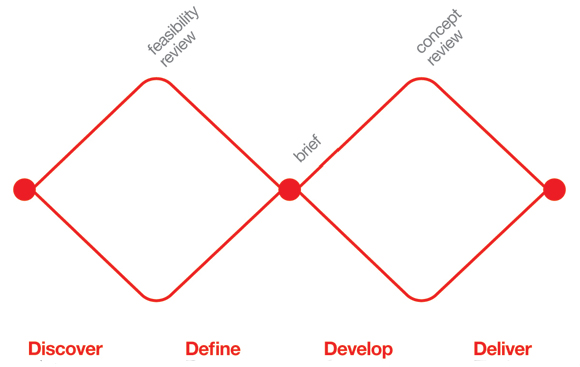 feasibility
review
concept
review
brief
Discover
Define
Develop
Deliver